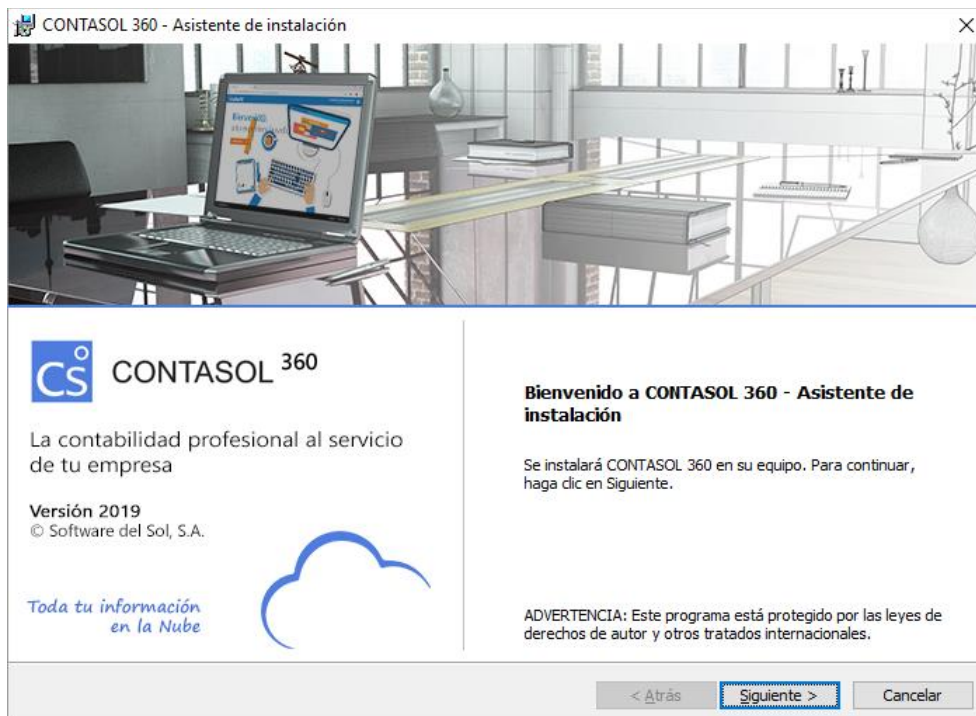 CONTASOL 360 - Asistente de instalación
CS
CONTASOL 360
La contabilidad profesional al servicio
de tu empresa
Versión 2019
© Software del Sol, S.A.
Toda tu información
en la Nube
Bienvenido a CONTASOL 360 - Asistente de
instalación
Se instalará CONTASOL 360 en su equipo. Para continuar,
haga clic en Siguiente.
ADVERTENCIA: Este programa está protegido por las leyes de
derechos de autor y otros tratados internacionales.
< Atrás
Siguiente >
Cancelar